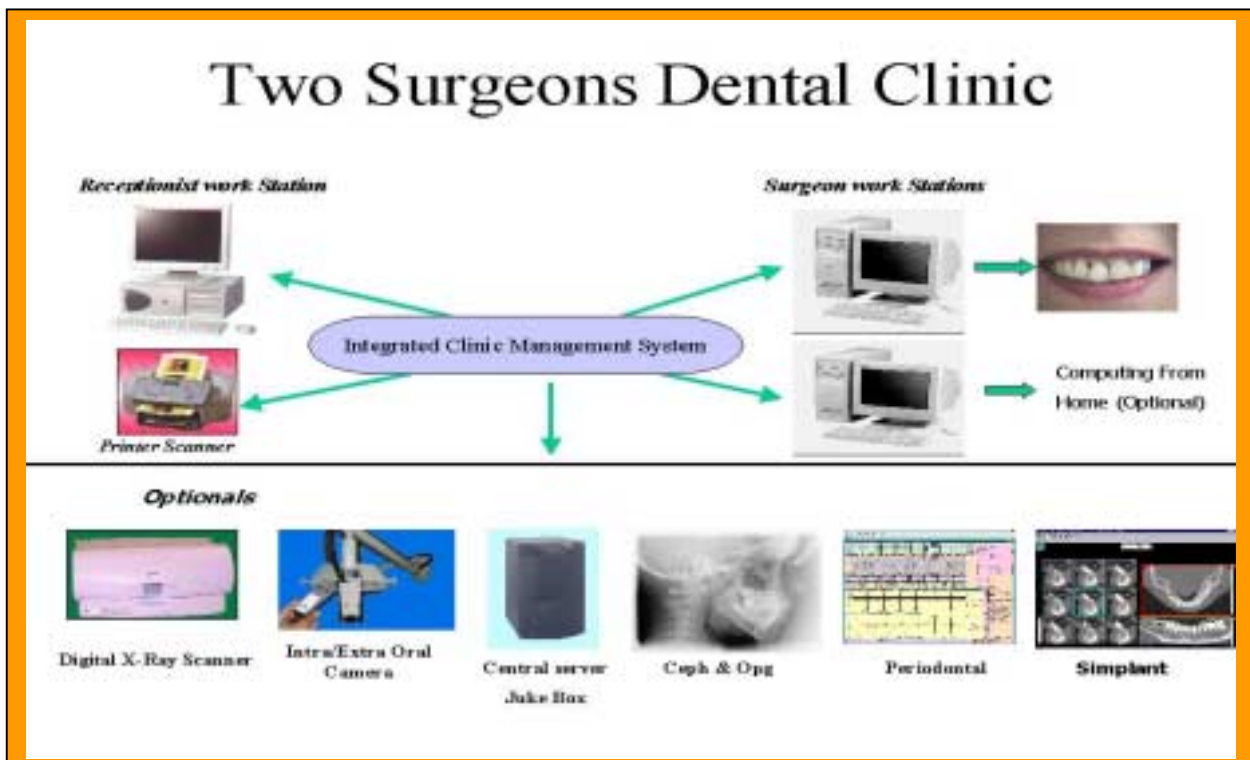 Two Surgeons Dental Clinic
Receptionist work Station
Surgeon work Stations
Integrated Clinic Management System
Computing From
Home (Optional)
Printer Scanner
Optionals
Digital X-Ray Scanner
Intra/Extra Oral
Camera
Central server
Juke Box
Ceph & Opg
Periodontal
Simplant